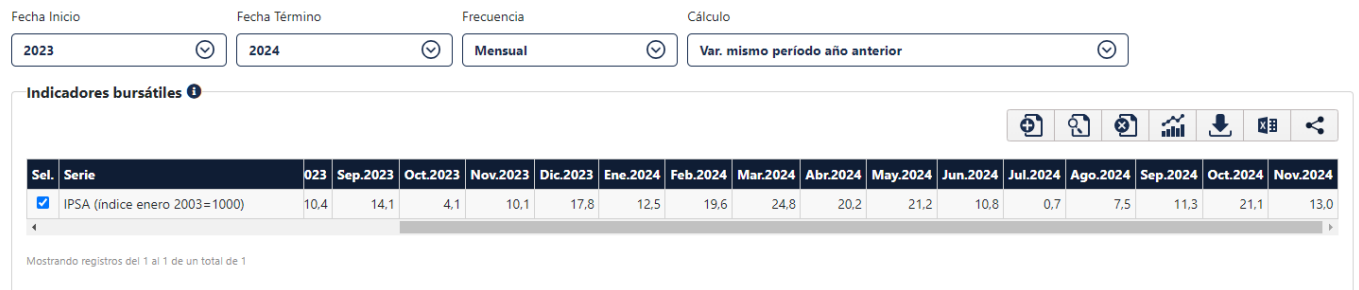 Fecha Inicio Fecha Término Frecuencia Cálculo
2023 2024 Mensual Var. mismo período año anterior
Indicadores bursátiles
Sel. Serie 023 Sep.2023 Oct.2023 Nov.2023 Dic.2023 Ene.2024 Feb.2024 Mar.2024 Abr.2024 May.2024 Jun.2024 Jul.2024 Ago.2024 Sep.2024 Oct.2024 Nov.2024
IPSA (índice enero 2003=1000) 10,4 14,1 4,1 10,1 17,8 12,5 19,6 24,8 20,2 21,2 10,8 0,7 7,5 11,3 21,1 13,0
Mostrando registros del 1 al 1 de un total de 1